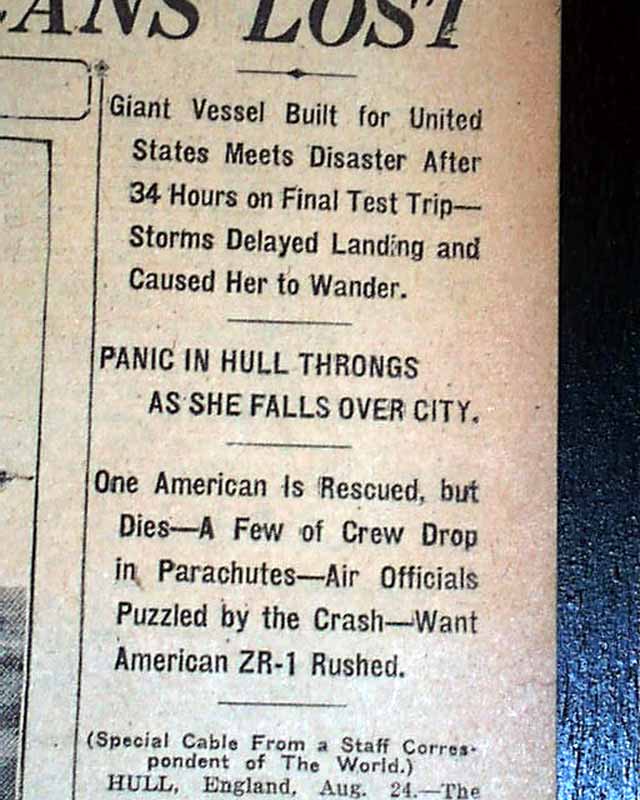 ANS LOST
Giant Vessel Built for United
States Meets Disaster After
34 Hours on Final Test Trip—
Storms Delayed Landing and
Caused Her to Wander.
PANIC IN HULL THRONGS
AS SHE FALLS OVER CITY.
One American Is Rescued, but
Dies—A Few of Crew Drop
in Parachutes—Air Officials
Puzzled by the Crash—Want
American ZR-1 Rushed.
(Special Cable From a Staff Corres-
pondent of The World.)
HULL, England, Aug. 24.—The